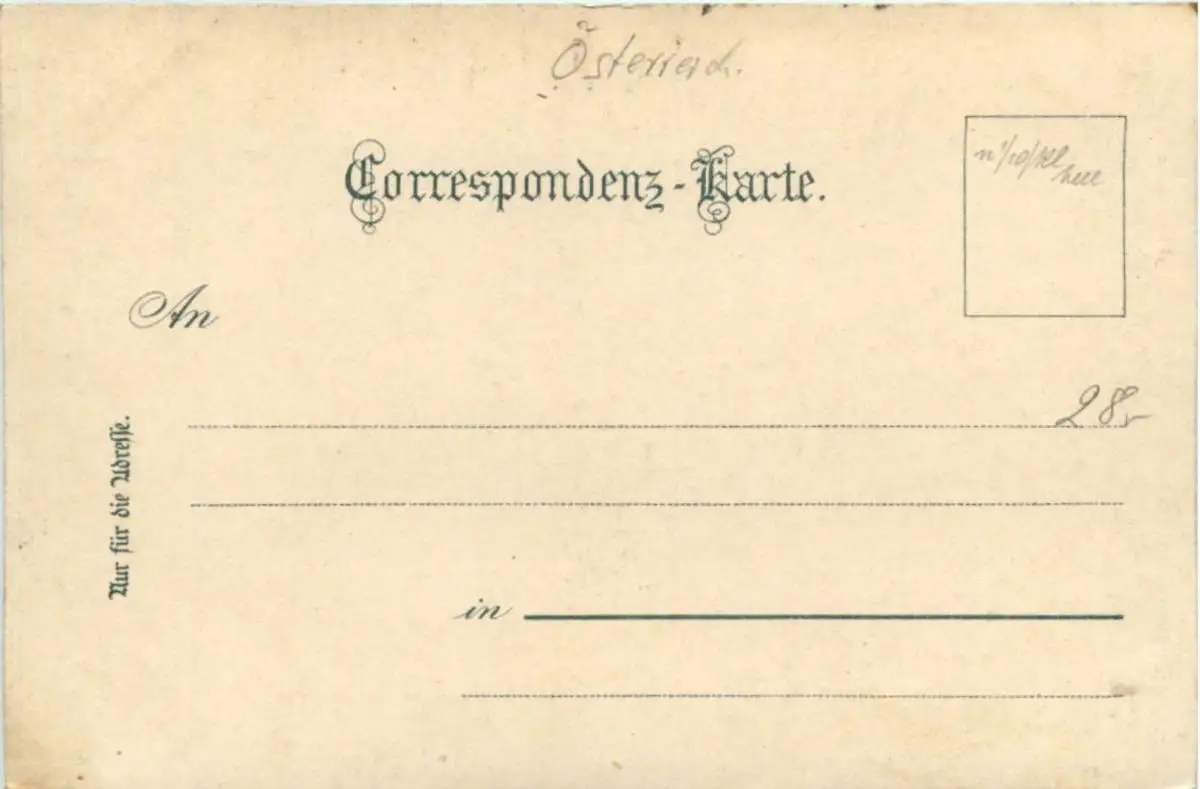 Österreich.
Correspondenz-Karte.
An
28,-
Nur für die Adresse.
in